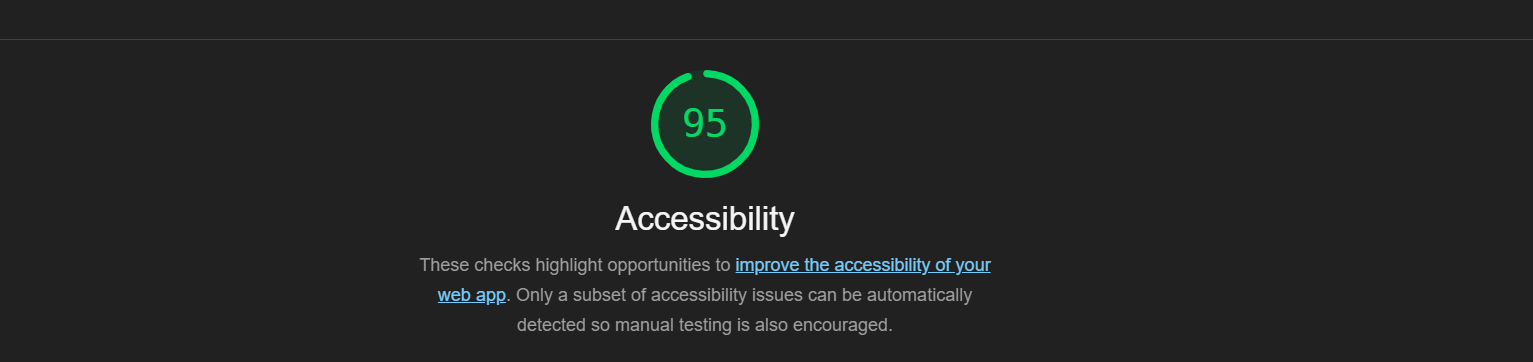 95
Accessibility
These checks highlight opportunities to improve the accessibility of your
web app. Only a subset of accessibility issues can be automatically
detected so manual testing is also encouraged.